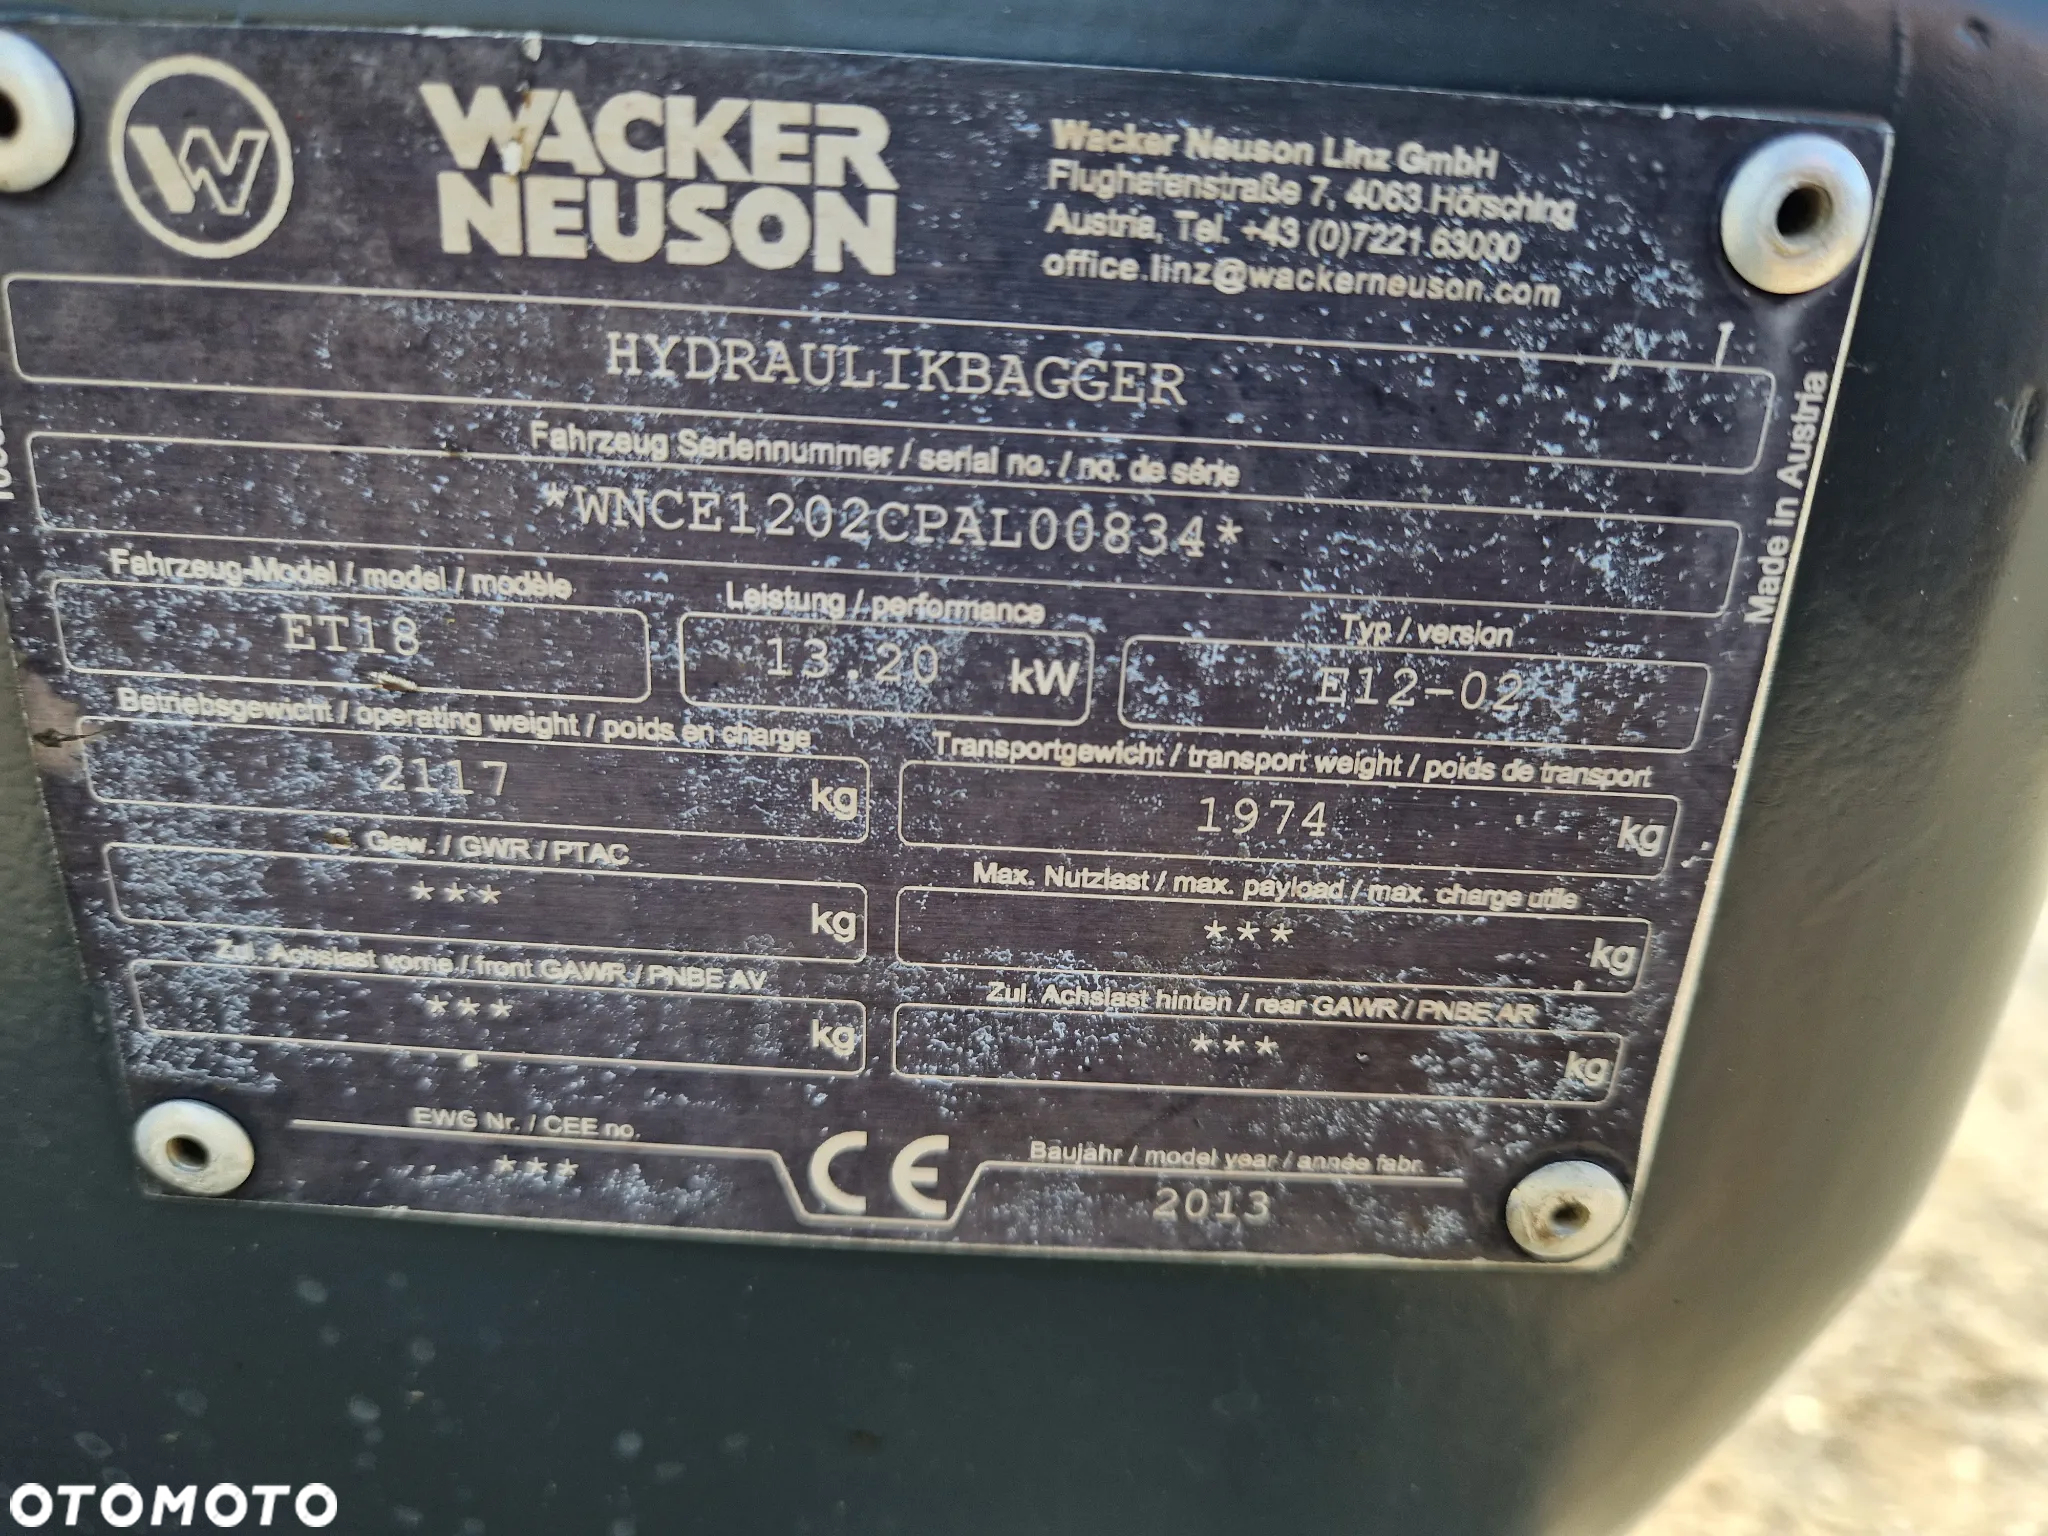 WACKER
NEUSON
Wacker Neuson Linz GmbH
Flughafenstraße 7, 4063 Hörsching
Austria, Tel. +43 (0)7221 63000
office.linz@wackerneuson.com
HYDRAULIKBAGGER
Fahrzeug Seriennummer / serial no. / no. de série
*WNCE1202CPAL00834*
Made in Austria
Fahrzeug-Model / model / modèle
ET18
Leistung / performance
13.20 kW
Typ / version
E12-02
Betriebsgewicht / operating weight / poids en charge
2117 kg
Transportgewicht / transport weight / poids de transport
1974 kg
Gew. / GWR / PTAC
*** kg
Max. Nutzlast / max. payload / max. charge utile
*** kg
Zul. Achslast vorne / front GAWR / PNBE AV
*** kg
Zul. Achslast hinten / rear GAWR / PNBE AR
*** kg
EWG Nr. / CEE no.
***
CE
Baujahr / model year / année fabr.
2013
OTOMOTO